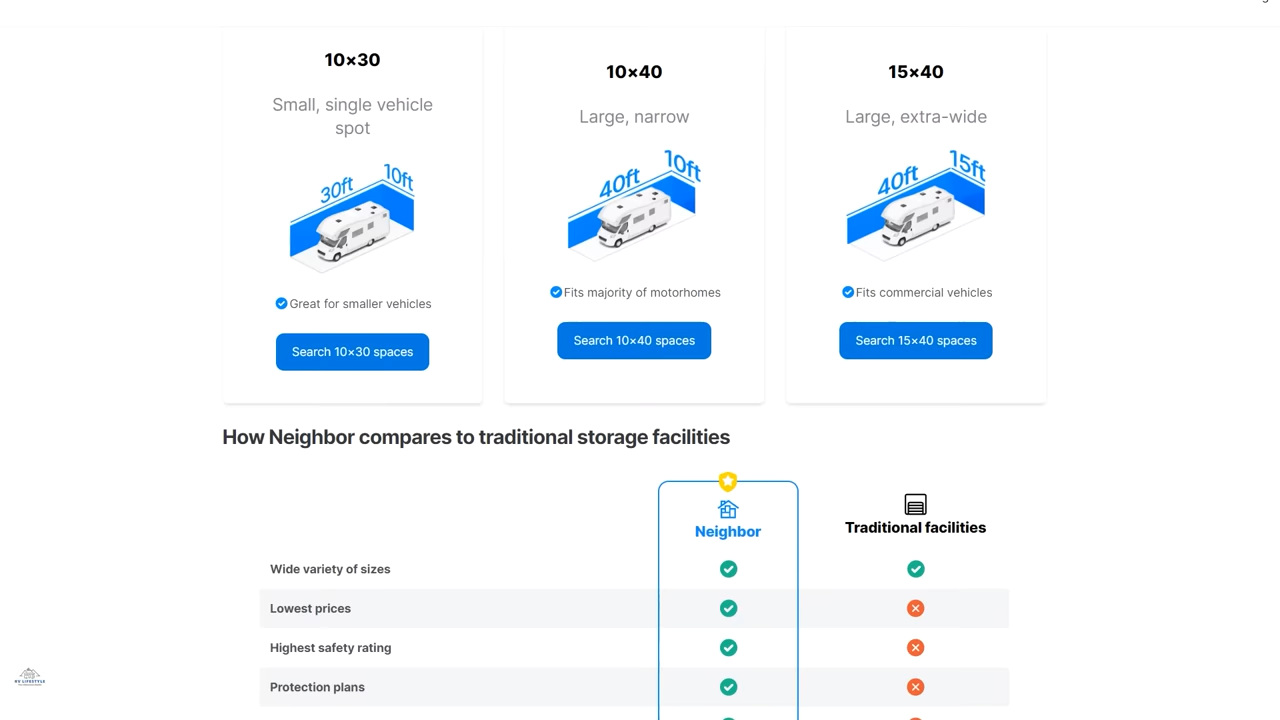 10×30
Small, single vehicle
spot
30ft
10ft
Great for smaller vehicles
Search 10×30 spaces
10×40
Large, narrow
40ft
10ft
Fits majority of motorhomes
Search 10×40 spaces
15×40
Large, extra-wide
40ft
15ft
Fits commercial vehicles
Search 15×40 spaces
How Neighbor compares to traditional storage facilities
Neighbor
Traditional facilities
Wide variety of sizes
Lowest prices
Highest safety rating
Protection plans
RV LIFESTYLE